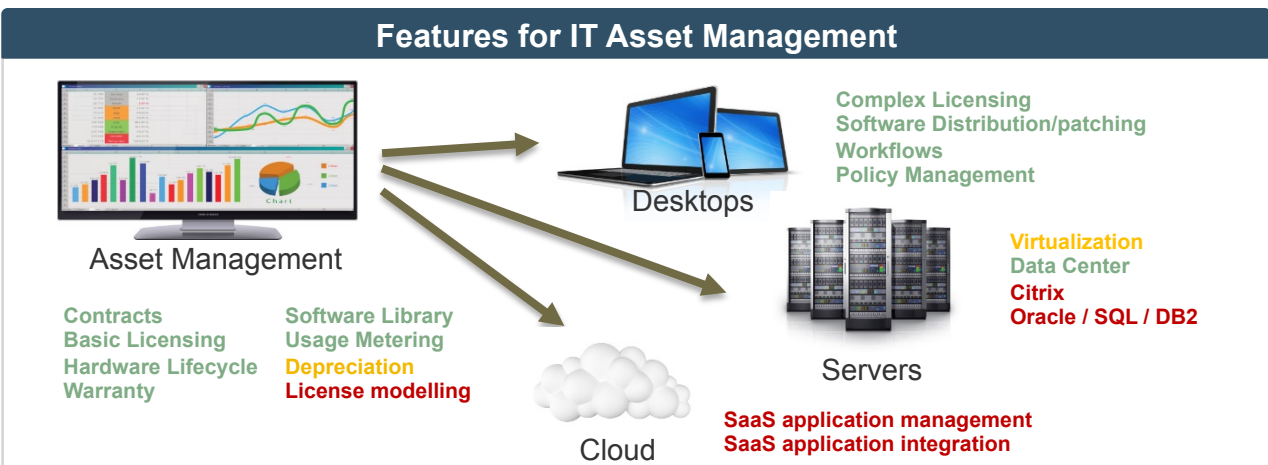 Features for IT Asset Management
Complex Licensing
Software Distribution/patching
Workflows
Policy Management
Desktops
Asset Management
Virtualization
Data Center
Citrix
Oracle / SQL / DB2
Servers
Contracts
Basic Licensing
Hardware Lifecycle
Warranty
Software Library
Usage Metering
Depreciation
License modelling
Chart
SaaS application management
SaaS application integration
Cloud